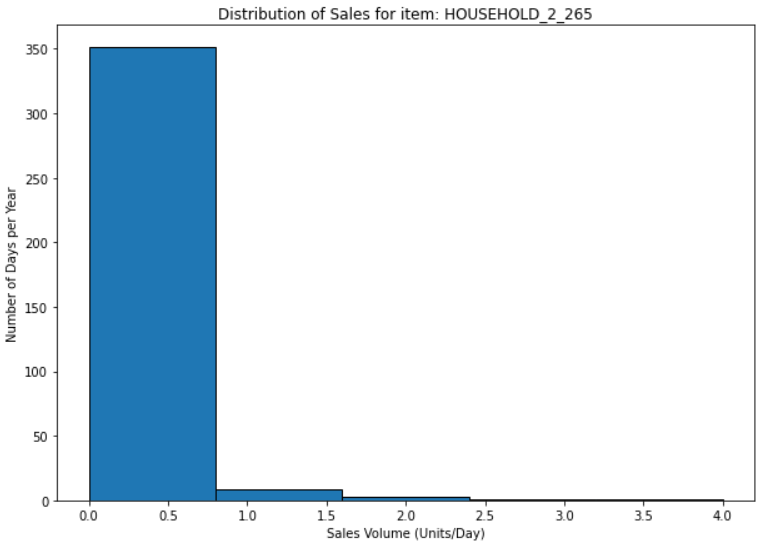 Distribution of Sales for item: HOUSEHOLD_2_265
350
300
250
200
150
100
50
0
Number of Days per Year
0.0 0.5 1.0 1.5 2.0 2.5 3.0 3.5 4.0
Sales Volume (Units/Day)